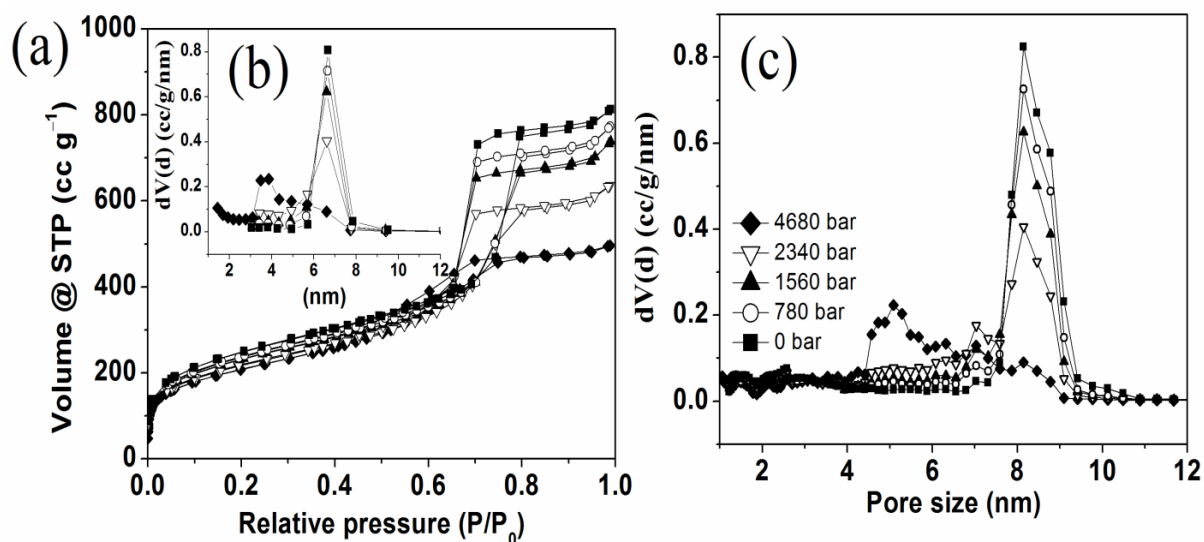 (a)
1000
800
600
400
200
0
Volume @ STP (cc g⁻¹)
0.0 0.2 0.4 0.6 0.8 1.0
Relative pressure (P/P₀)
(b)
0.8
0.6
0.4
0.2
0.0
dV(d) (cc/g/nm)
2 4 6 8 10 12
(nm)
(c)
0.8
0.6
0.4
0.2
0.0
dV(d) (cc/g/nm)
4680 bar
2340 bar
1560 bar
780 bar
0 bar
2 4 6 8 10 12
Pore size (nm)